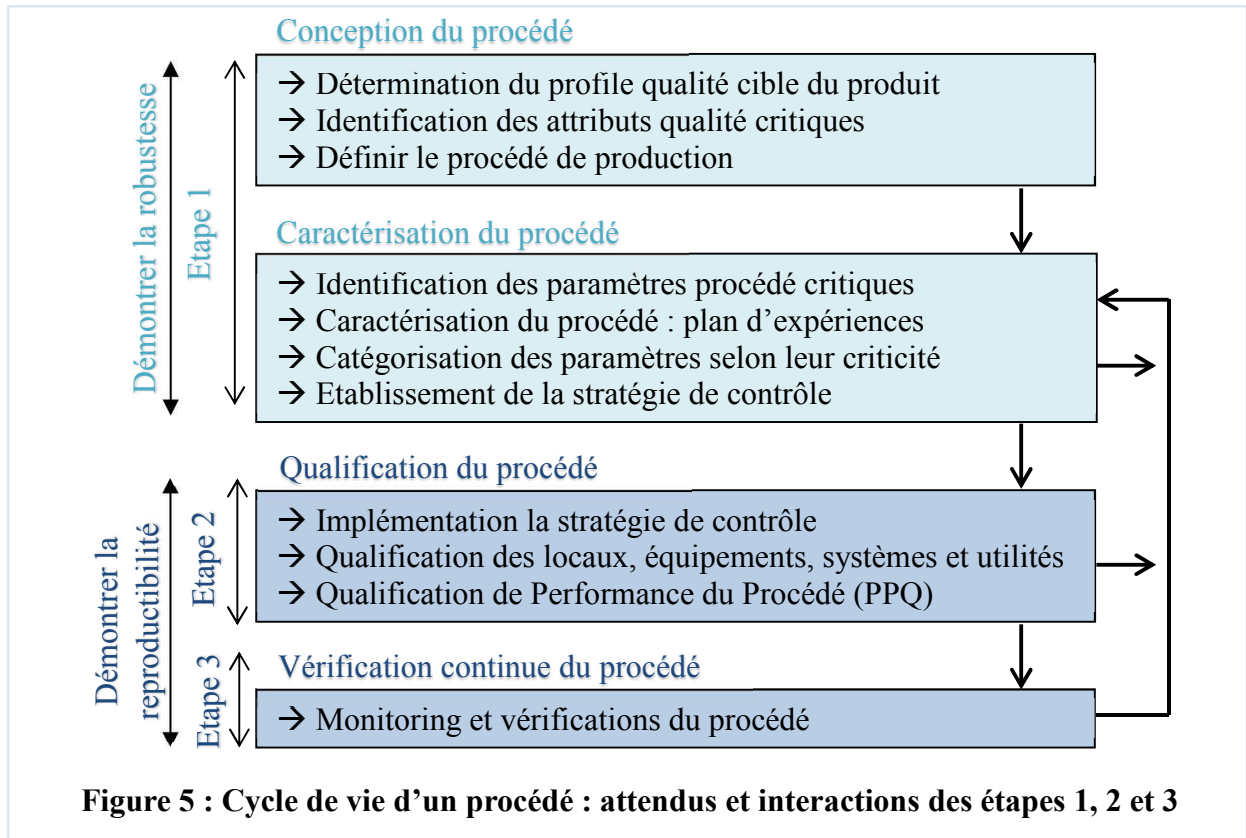 Conception du procédé
→ Détermination du profile qualité cible du produit
→ Identification des attributs qualité critiques
→ Définir le procédé de production
Démontrer la robustesse
Etape 1
Caractérisation du procédé
→ Identification des paramètres procédé critiques
→ Caractérisation du procédé : plan d’expériences
→ Catégorisation des paramètres selon leur criticité
→ Etablissement de la stratégie de contrôle
Qualification du procédé
→ Implémentation la stratégie de contrôle
→ Qualification des locaux, équipements, systèmes et utilités
→ Qualification de Performance du Procédé (PPQ)
Démontrer la
reproductibilité
Etape 2
Vérification continue du procédé
→ Monitoring et vérifications du procédé
Etape 3
Figure 5 : Cycle de vie d’un procédé : attendus et interactions des étapes 1, 2 et 3